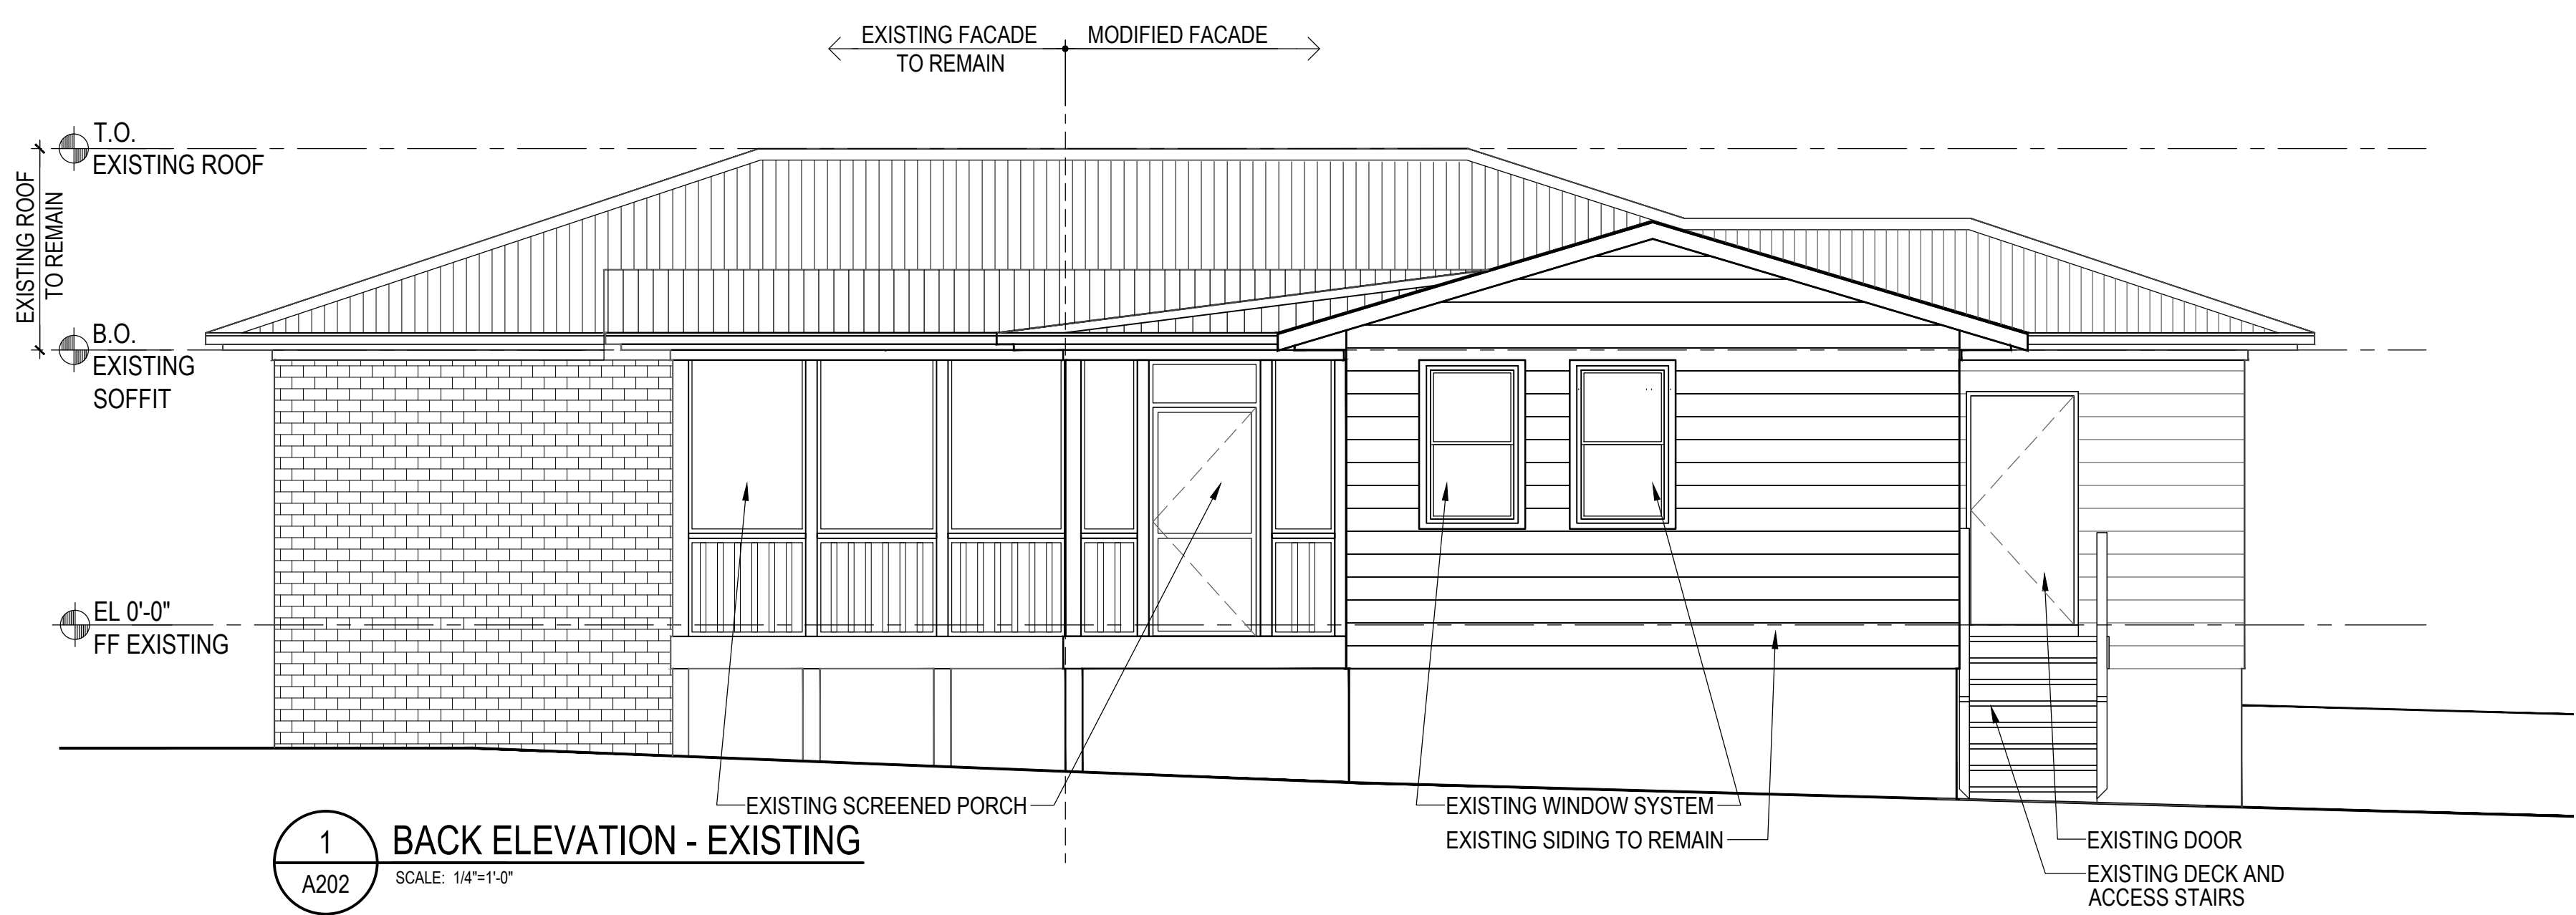 EXISTING FACADE
TO REMAIN
MODIFIED FACADE
T.O.
EXISTING ROOF
EXISTING ROOF
TO REMAIN
B.O.
EXISTING
SOFFIT
EL 0'-0"
FF EXISTING
EXISTING SCREENED PORCH
EXISTING WINDOW SYSTEM
EXISTING SIDING TO REMAIN
EXISTING DOOR
EXISTING DECK AND
ACCESS STAIRS
1
A202
BACK ELEVATION - EXISTING
SCALE: 1/4"=1'-0"